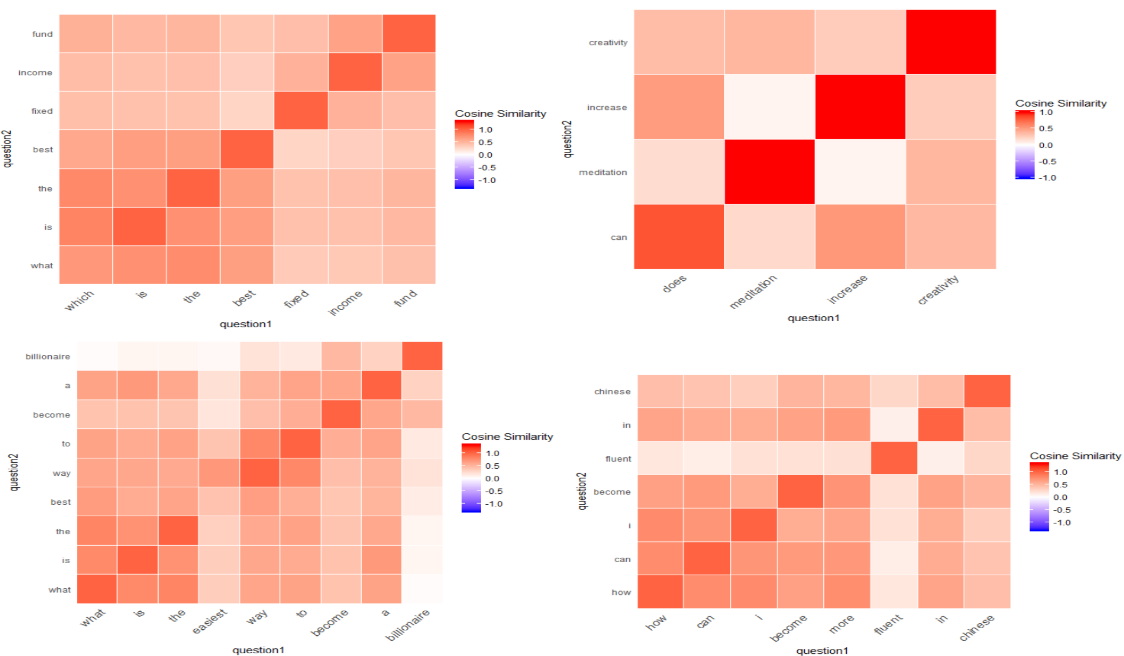 fund
income
fixed
best
the
is
what
question2
which is the best fixed income fund
question1
Cosine Similarity
1.0
0.5
0.0
-0.5
-1.0
creativity
increase
meditation
can
question2
does meditation increase creativity
question1
Cosine Similarity
1.0
0.5
0.0
-0.5
-1.0
billionaire
a
become
to
way
best
the
is
what
question2
what is the easiest way to become a billionaire
question1
Cosine Similarity
1.0
0.5
0.0
-0.5
-1.0
chinese
in
fluent
become
i
can
how
question2
how can i become more fluent in chinese
question1
Cosine Similarity
1.0
0.5
0.0
-0.5
-1.0